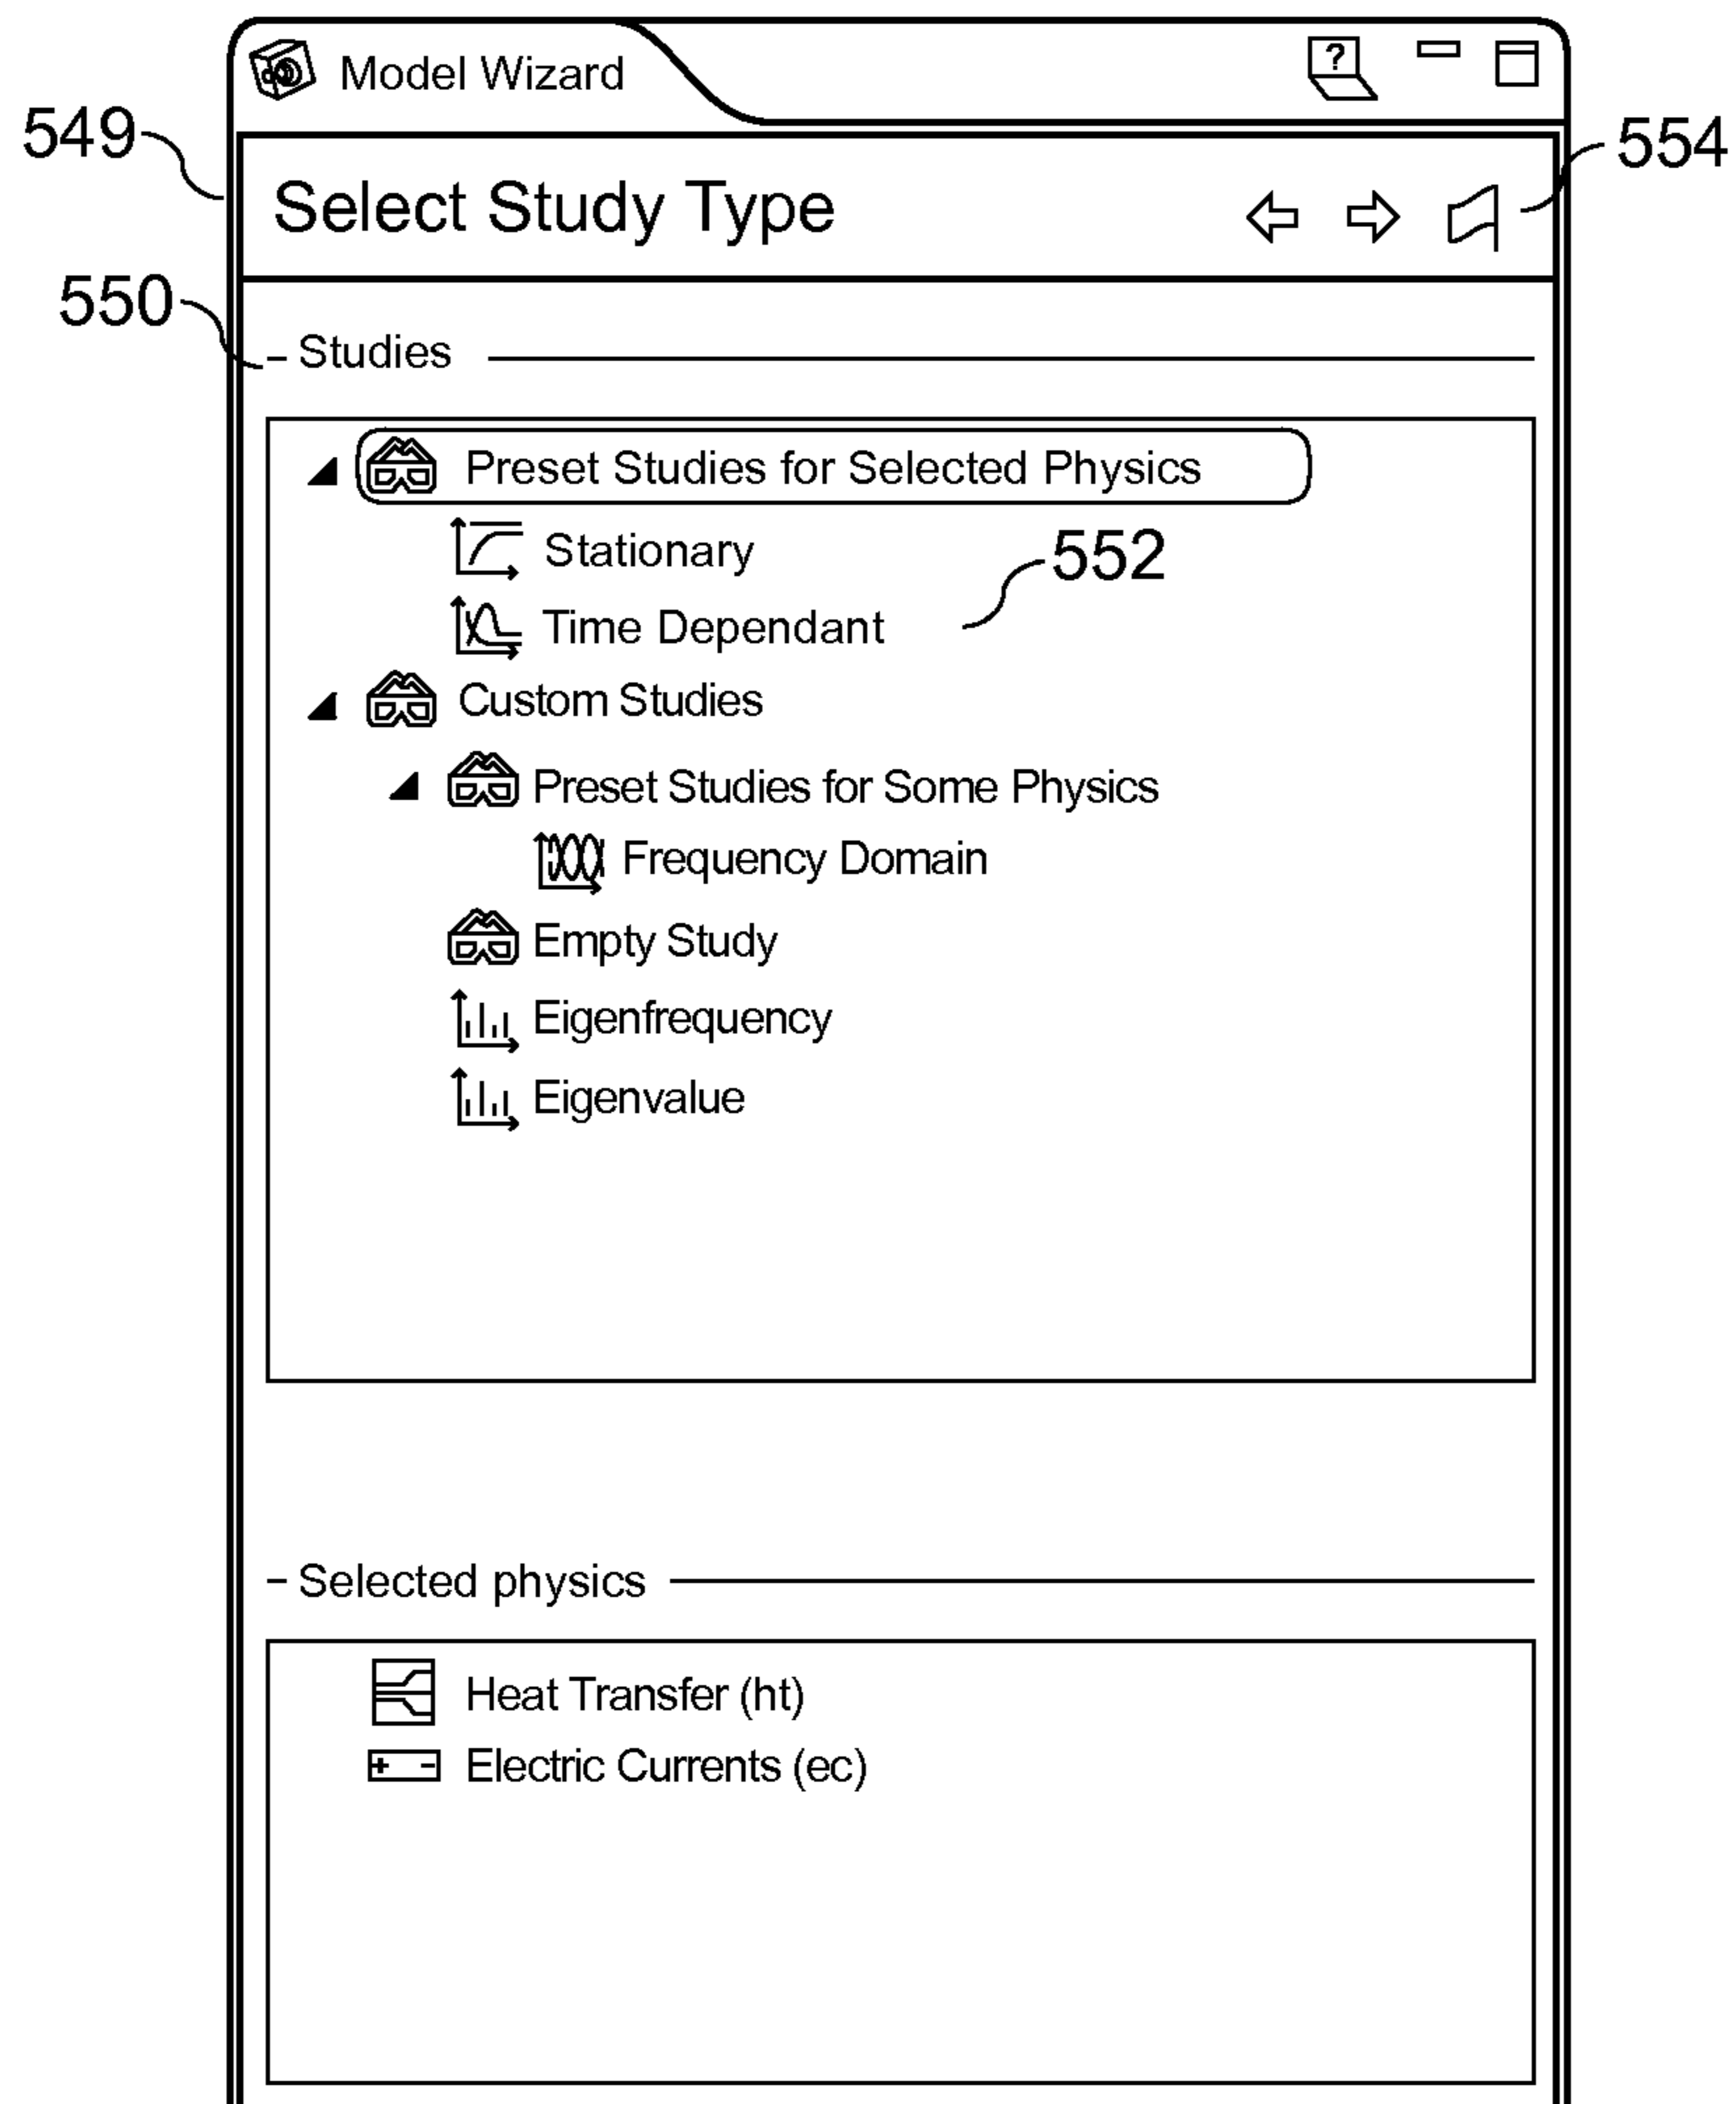 Model Wizard
?
549
554
Select Study Type
550
Studies
Preset Studies for Selected Physics
Stationary
552
Time Dependant
Custom Studies
Preset Studies for Some Physics
Frequency Domain
Empty Study
Eigenfrequency
Eigenvalue
Selected physics
Heat Transfer (ht)
+ -
Electric Currents (ec)